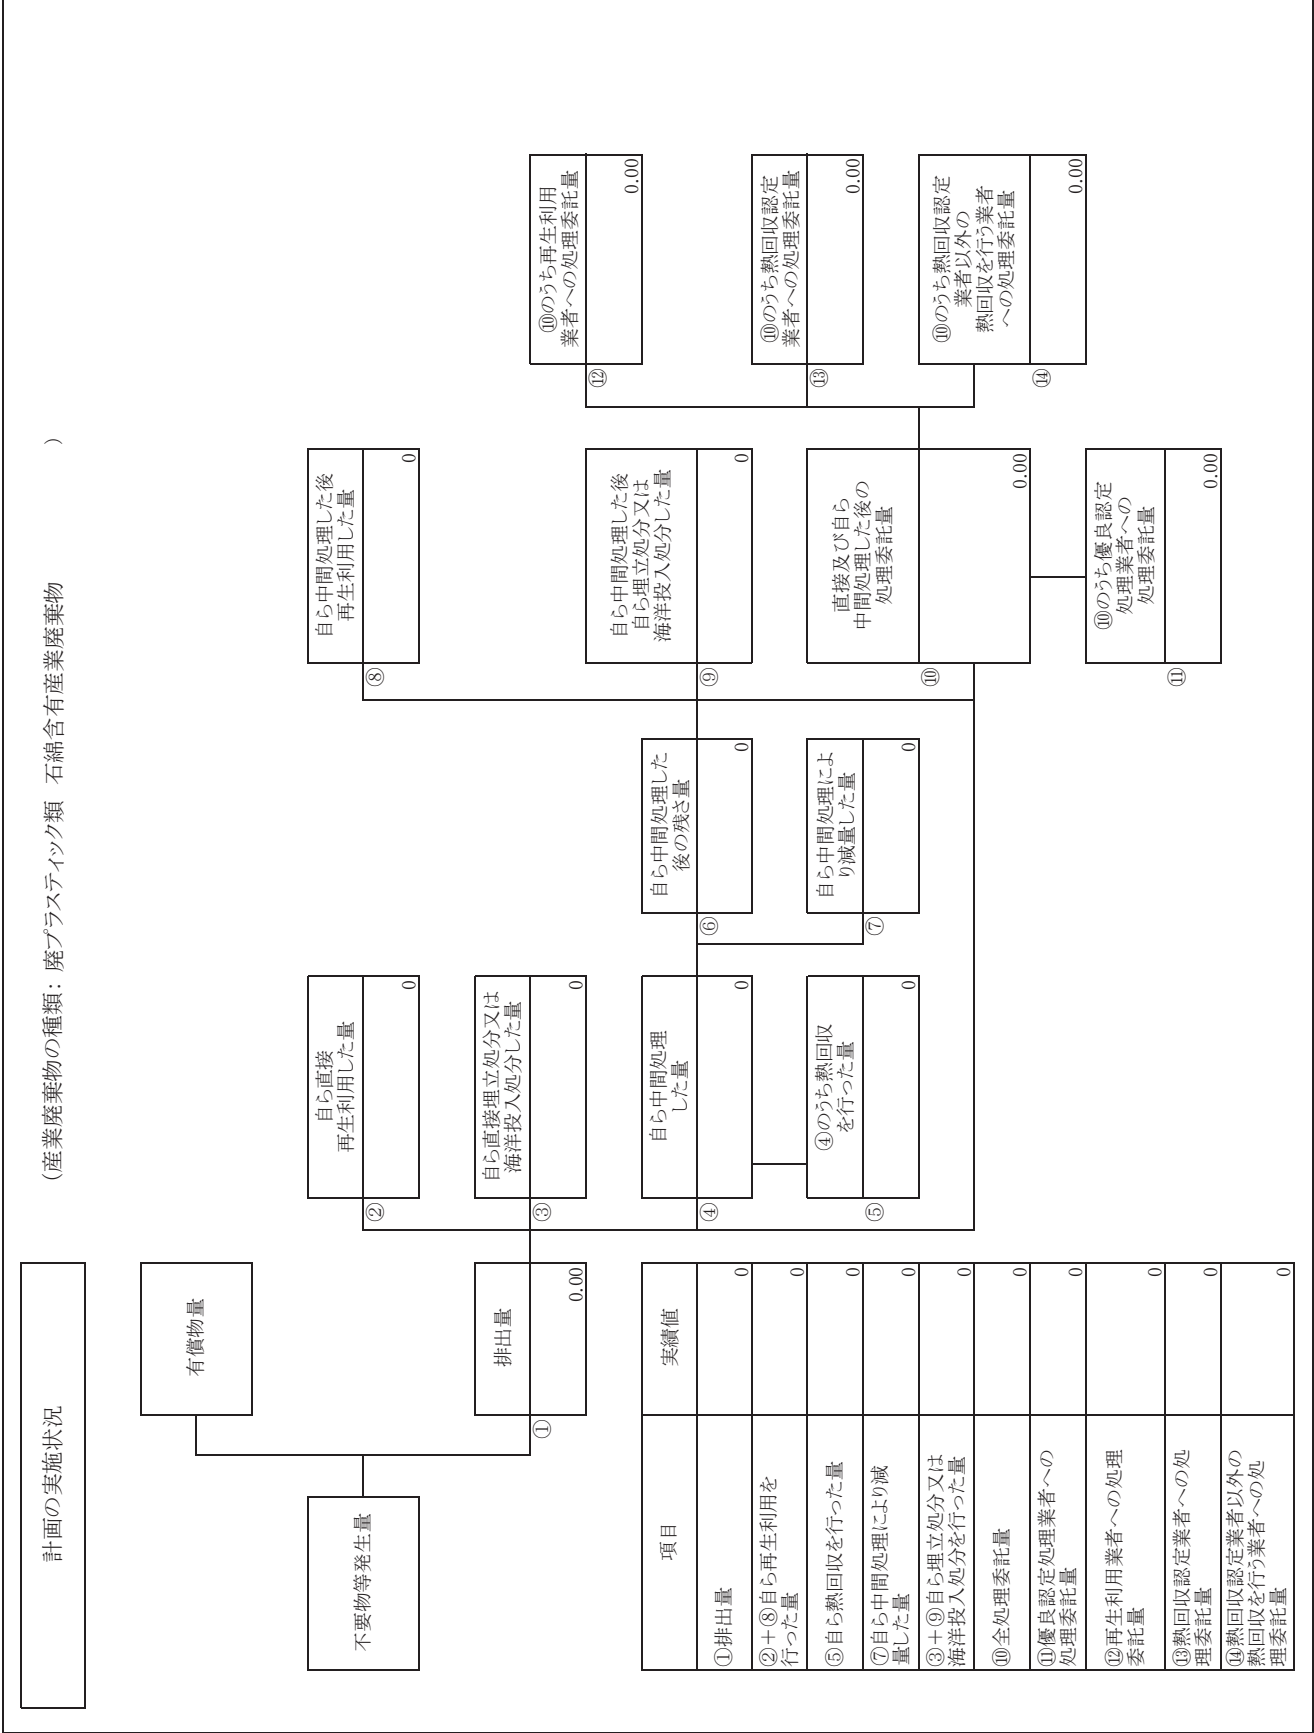 計画の実施状況
(産業廃棄物の種類：廃プラスティック類　石綿含有産業廃棄物　)
不要物等発生量
有償物量
排出量
①
0.00
自ら直接
再生利用した量
②
0
自ら直接埋立処分又は
海洋投入処分した量
③
0
自ら中間処理
した量
④
0
④のうち熱回収
を行った量
⑤
0
自ら中間処理した
後の残さ量
⑥
0
自ら中間処理によ
り減量した量
⑦
0
自ら中間処理した後
再生利用した量
⑧
0
自ら中間処理した後
自ら埋立処分又は
海洋投入処分した量
⑨
0
直接及び自ら
中間処理した後の
処理委託量
⑩
0.00
⑩のうち優良認定
処理業者への
処理委託量
⑪
0.00
⑩のうち再生利用
業者への処理委託量
⑫
0.00
⑩のうち熱回収認定
業者への処理委託量
⑬
0.00
⑩のうち熱回収認定
業者以外の
熱回収を行う業者
への処理委託量
⑭
0.00
項目　実績値
①排出量　0
②＋⑧自ら再生利用を
行った量　0
⑤自ら熱回収を行った量　0
⑦自ら中間処理により減
量した量　0
③＋⑨自ら埋立処分又は
海洋投入処分を行った量　0
⑩全処理委託量　0
⑪優良認定処理業者への
処理委託量　0
⑫再生利用業者への処理
委託量　0
⑬熱回収認定業者への処
理委託量　0
⑭熱回収認定業者以外の
熱回収を行う業者への処
理委託量　0